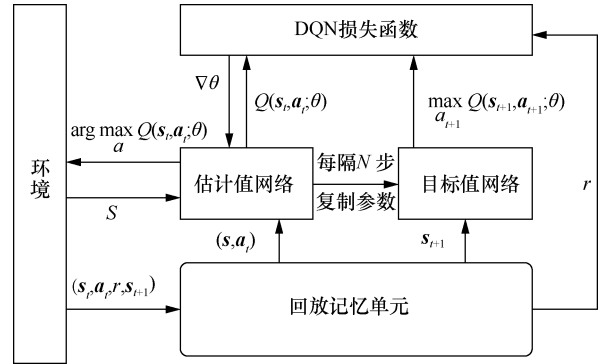 DQN损失函数
∇θ
Q(s_t,a_t;θ)
max Q(s_{t+1},a_{t+1};θ)
a_{t+1}
arg max Q(s_t,a_t;θ)
a
环境
估计值网络
每隔N 步
复制参数
目标值网络
r
S
(s,a_t)
s_{t+1}
(s_t,a_t,r,s_{t+1})
回放记忆单元